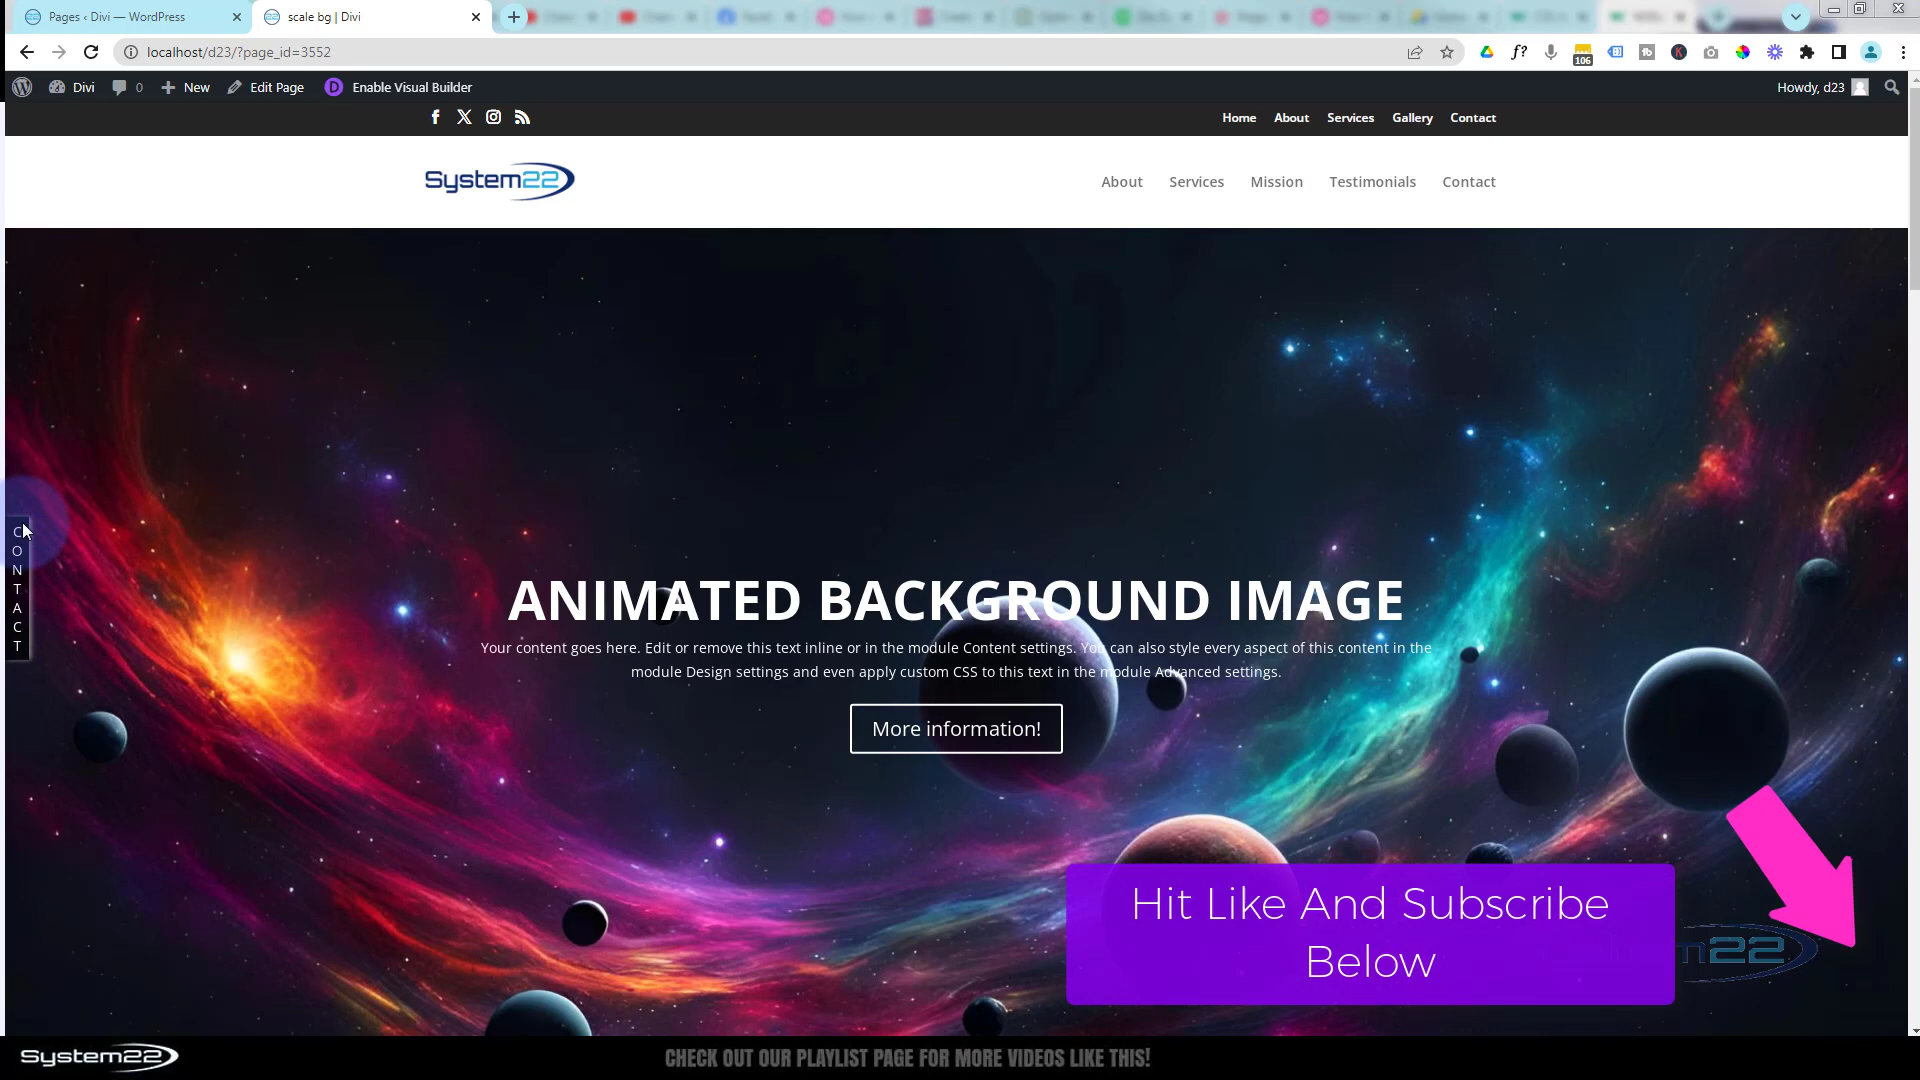 Pages ‹ Divi — WordPress
scale bg | Divi
localhost/d23/?page_id=3552
106
Divi
0
New
Edit Page
Enable Visual Builder
Howdy, d23
Home
About
Services
Gallery
Contact
System22
About
Services
Mission
Testimonials
Contact
CONTACT
ANIMATED BACKGROUND IMAGE
Your content goes here. Edit or remove this text inline or in the module Content settings. You can also style every aspect of this content in the
module Design settings and even apply custom CSS to this text in the module Advanced settings.
More information!
Hit Like And Subscribe
Below
System22
CHECK OUT OUR PLAYLIST PAGE FOR MORE VIDEOS LIKE THIS!